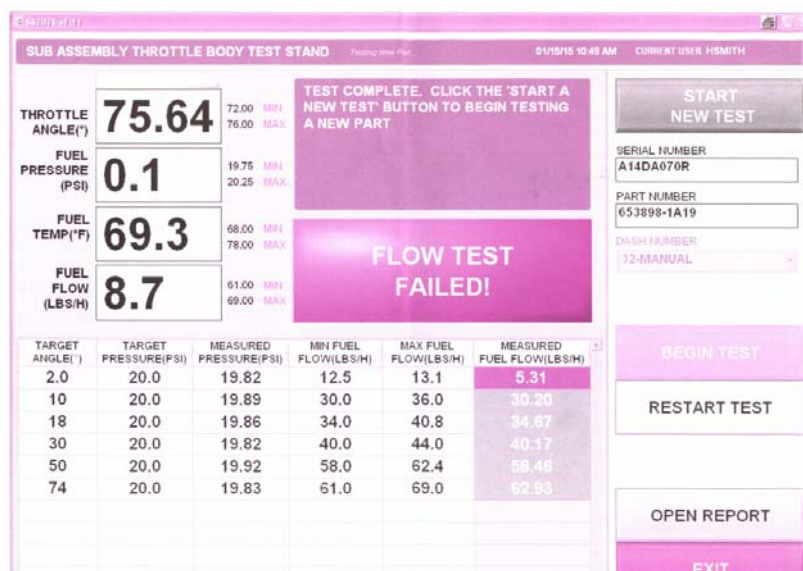 SUB ASSEMBLY THROTTLE BODY TEST STAND
01/15/15 10:49 AM
CURRENT USER HSMITH
THROTTLE
ANGLE(°)
75.64
72.00 MIN
76.00 MAX
FUEL
PRESSURE
(PSI)
0.1
19.75 MIN
20.25 MAX
FUEL
TEMP(°F)
69.3
68.00 MIN
78.00 MAX
FUEL
FLOW
(LBS/H)
8.7
61.00 MIN
69.00 MAX
TEST COMPLETE. CLICK THE 'START A
NEW TEST' BUTTON TO BEGIN TESTING
A NEW PART
FLOW TEST
FAILED!
START
NEW TEST
SERIAL NUMBER
A14DA070R
PART NUMBER
653898-1A19
DASH NUMBER
32-MANUAL
BEGIN TEST
RESTART TEST
OPEN REPORT
EXIT
TARGET ANGLE(°) TARGET PRESSURE(PSI) MEASURED PRESSURE(PSI) MIN FUEL FLOW(LBS/H) MAX FUEL FLOW(LBS/H) MEASURED FUEL FLOW(LBS/H)
2.0 20.0 19.82 12.5 13.1 5.31
10 20.0 19.89 30.0 36.0 30.20
18 20.0 19.86 34.0 40.8 34.67
30 20.0 19.82 40.0 44.0 40.17
50 20.0 19.92 58.0 62.4 58.46
74 20.0 19.83 61.0 69.0 62.93